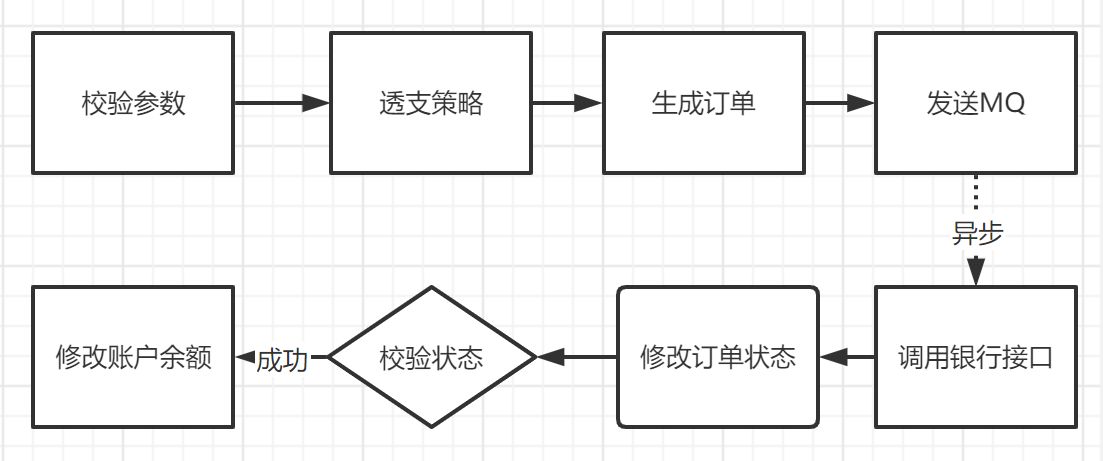 校验参数
透支策略
生成订单
发送MQ
异步
调用银行接口
修改订单状态
校验状态
成功
修改账户余额